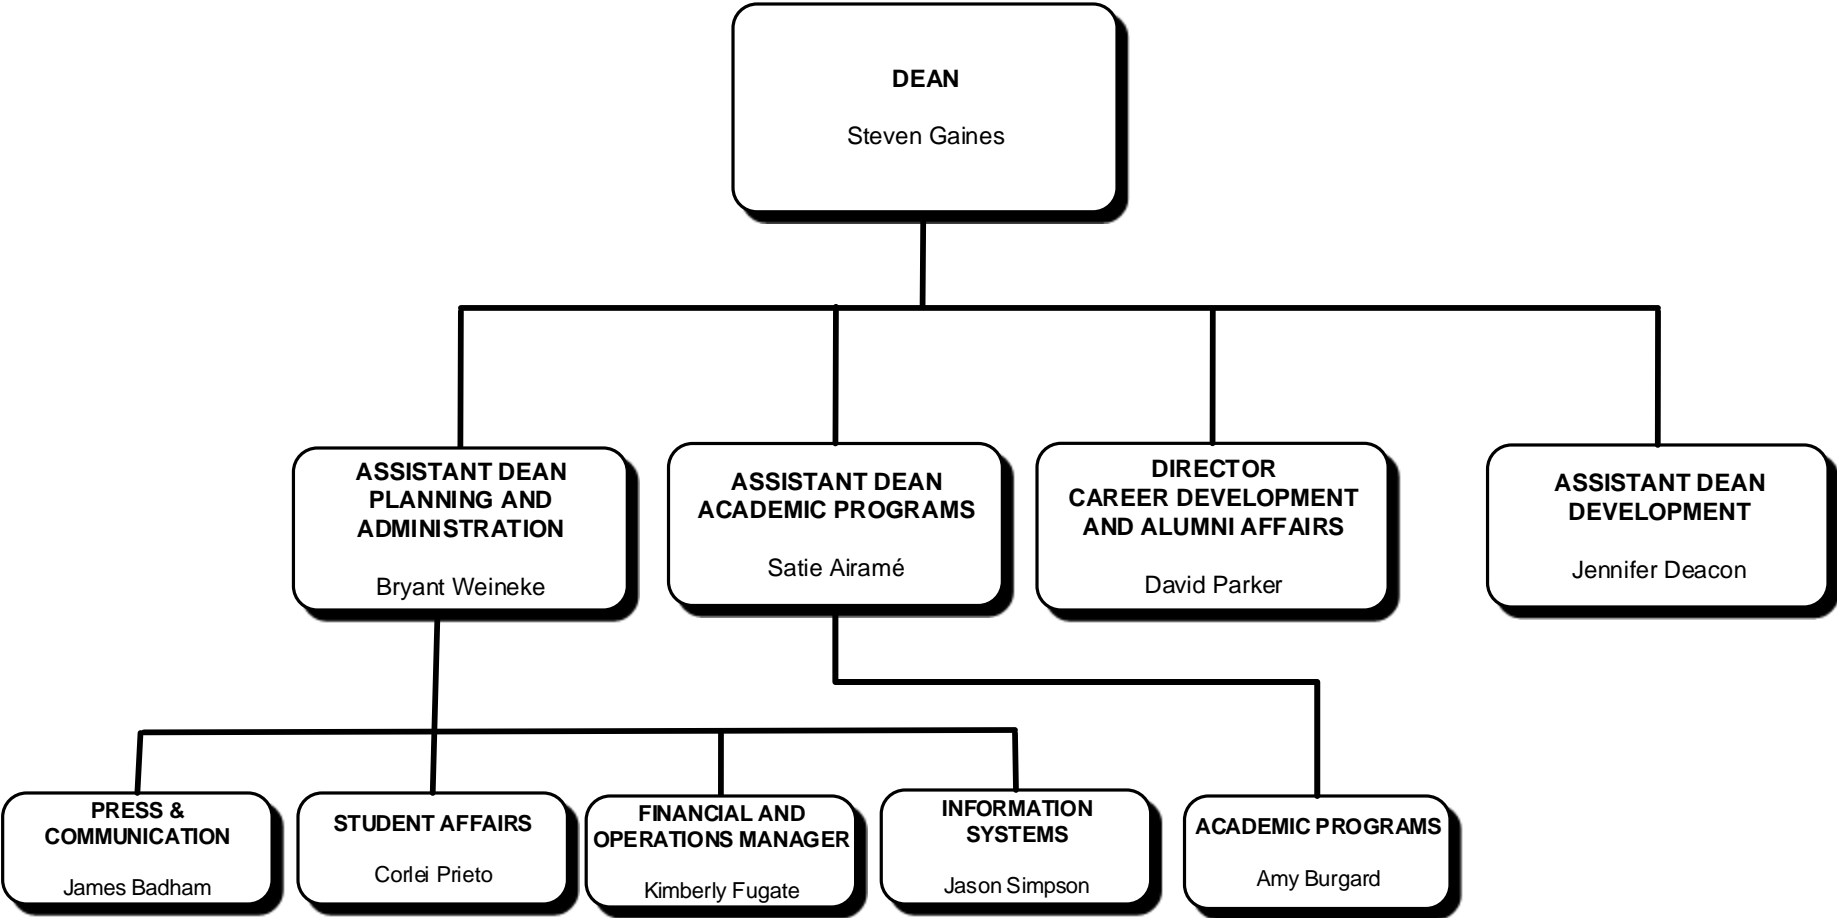 DEAN
Steven Gaines
ASSISTANT DEAN
PLANNING AND
ADMINISTRATION
Bryant Weineke
ASSISTANT DEAN
ACADEMIC PROGRAMS
Satie Airamé
DIRECTOR
CAREER DEVELOPMENT
AND ALUMNI AFFAIRS
David Parker
ASSISTANT DEAN
DEVELOPMENT
Jennifer Deacon
PRESS &
COMMUNICATION
James Badham
STUDENT AFFAIRS
Corlei Prieto
FINANCIAL AND
OPERATIONS MANAGER
Kimberly Fugate
INFORMATION
SYSTEMS
Jason Simpson
ACADEMIC PROGRAMS
Amy Burgard